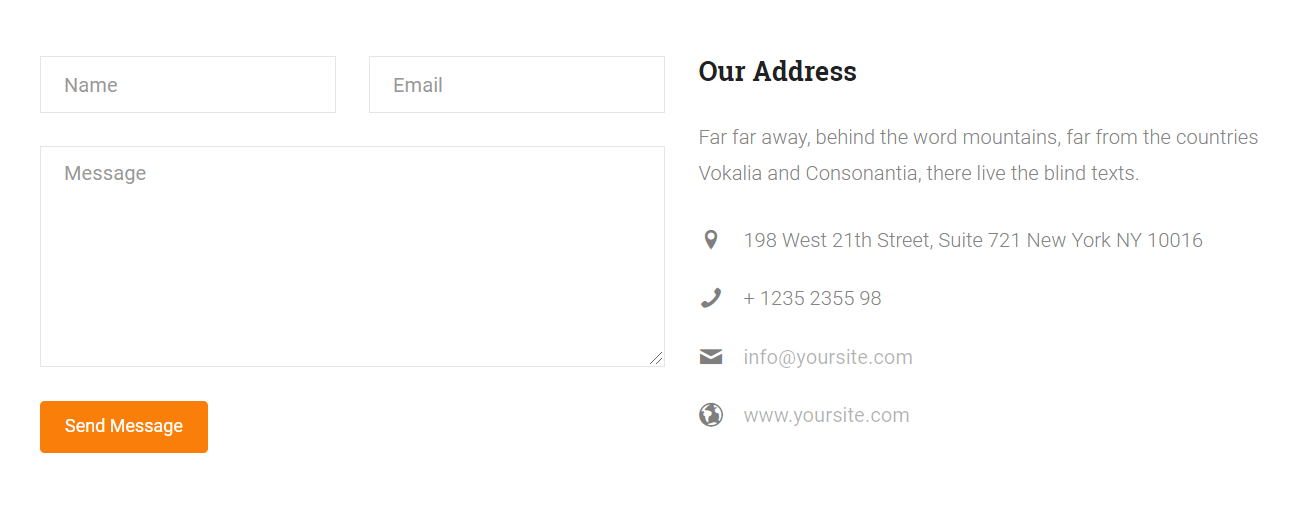 Name
Email
Message
Send Message
Our Address
Far far away, behind the word mountains, far from the countries
Vokalia and Consonantia, there live the blind texts.
198 West 21th Street, Suite 721 New York NY 10016
+ 1235 2355 98
info@yoursite.com
www.yoursite.com